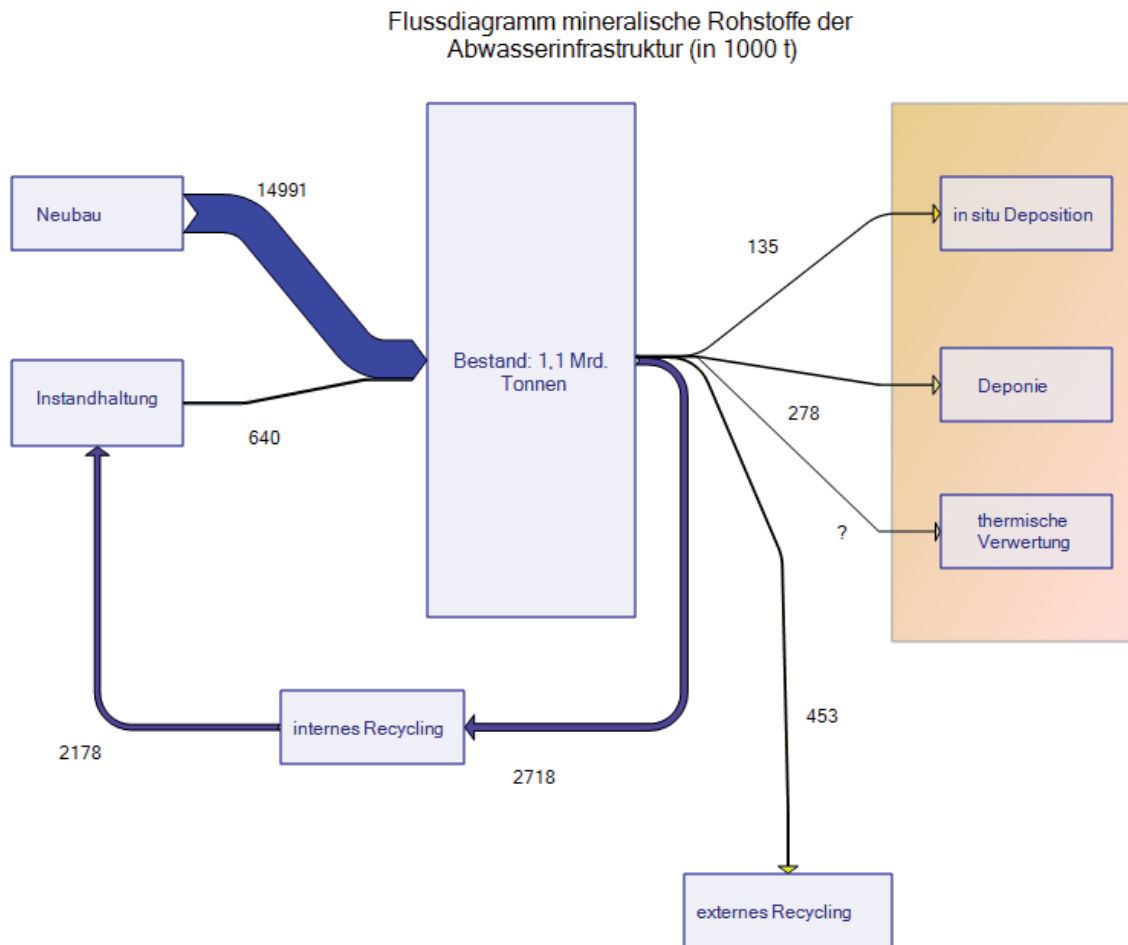 Flussdiagramm mineralische Rohstoffe der
Abwasserinfrastruktur (in 1000 t)
14991
Neubau
in situ Deposition
135
Bestand: 1,1 Mrd.
Tonnen
Instandhaltung
Deponie
278
640
thermische
Verwertung
?
internes Recycling
453
2178
2718
externes Recycling